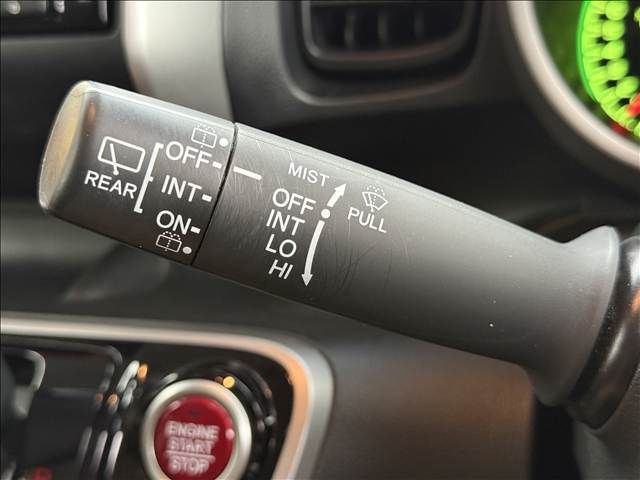 REAR
OFF
INT
ON
MIST
OFF
INT
LO
HI
PULL
ENGINE
START
STOP